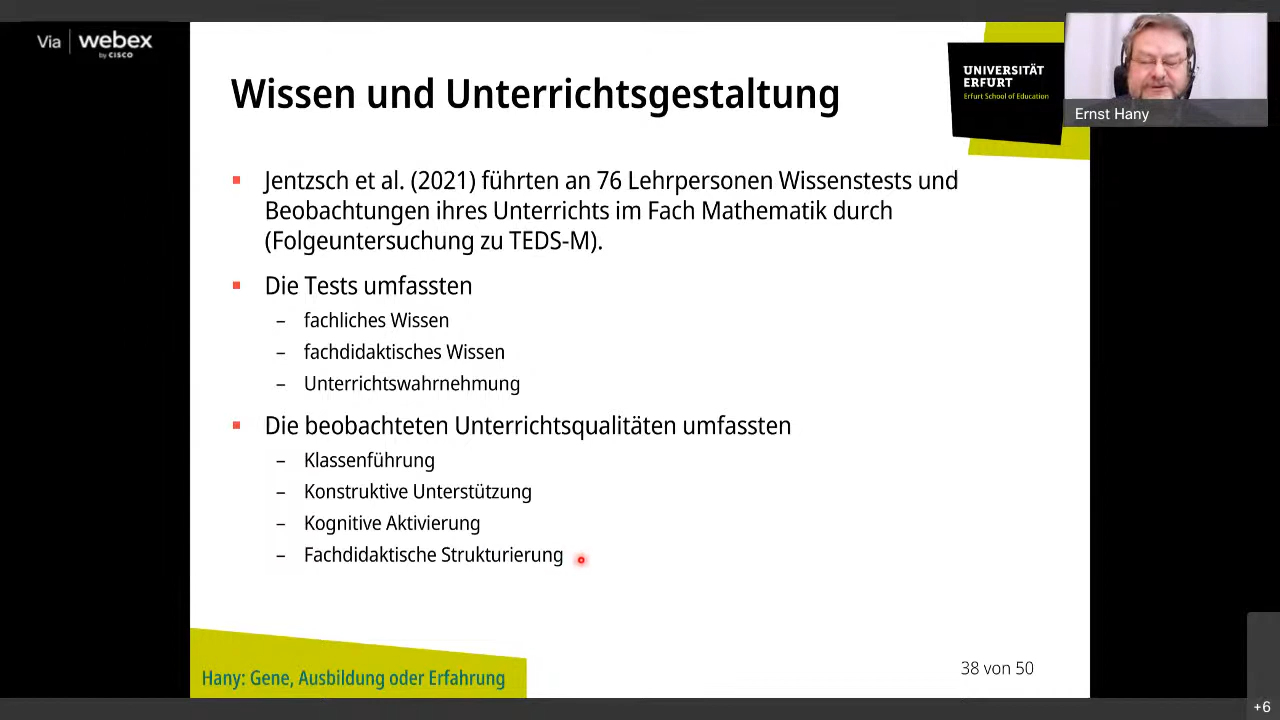 Via webex
by CISCO
Wissen und Unterrichtsgestaltung
UNIVERSITÄT
ERFURT
Erfurt School of Education
Ernst Hany
Jentzsch et al. (2021) führten an 76 Lehrpersonen Wissenstests und
Beobachtungen ihres Unterrichts im Fach Mathematik durch
(Folgeuntersuchung zu TEDS-M).
Die Tests umfassten
– fachliches Wissen
– fachdidaktisches Wissen
– Unterrichtswahrnehmung
Die beobachteten Unterrichtsqualitäten umfassten
– Klassenführung
– Konstruktive Unterstützung
– Kognitive Aktivierung
– Fachdidaktische Strukturierung
Hany: Gene, Ausbildung oder Erfahrung
38 von 50
+6